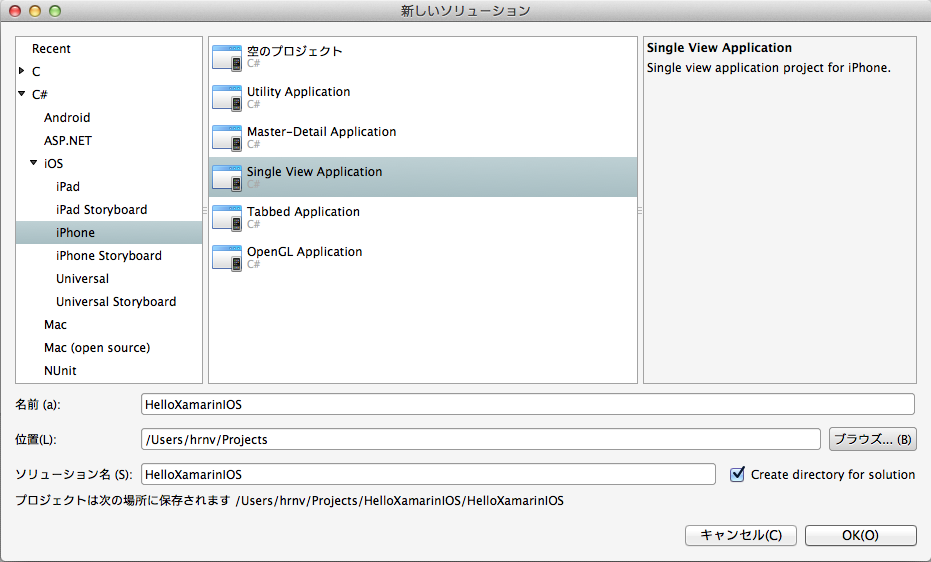 新しいソリューション
Recent
C
C#
Android
ASP.NET
iOS
iPad
iPad Storyboard
iPhone
iPhone Storyboard
Universal
Universal Storyboard
Mac
Mac (open source)
NUnit
空のプロジェクト
C#
Utility Application
C#
Master-Detail Application
C#
Single View Application
C#
Tabbed Application
C#
OpenGL Application
C#
Single View Application
Single view application project for iPhone.
名前 (a): HelloXamarinIOS
位置(L): /Users/hrnv/Projects ブラウズ... (B)
ソリューション名 (S): HelloXamarinIOS Create directory for solution
プロジェクトは次の場所に保存されます /Users/hrnv/Projects/HelloXamarinIOS/HelloXamarinIOS
キャンセル(C) OK(O)